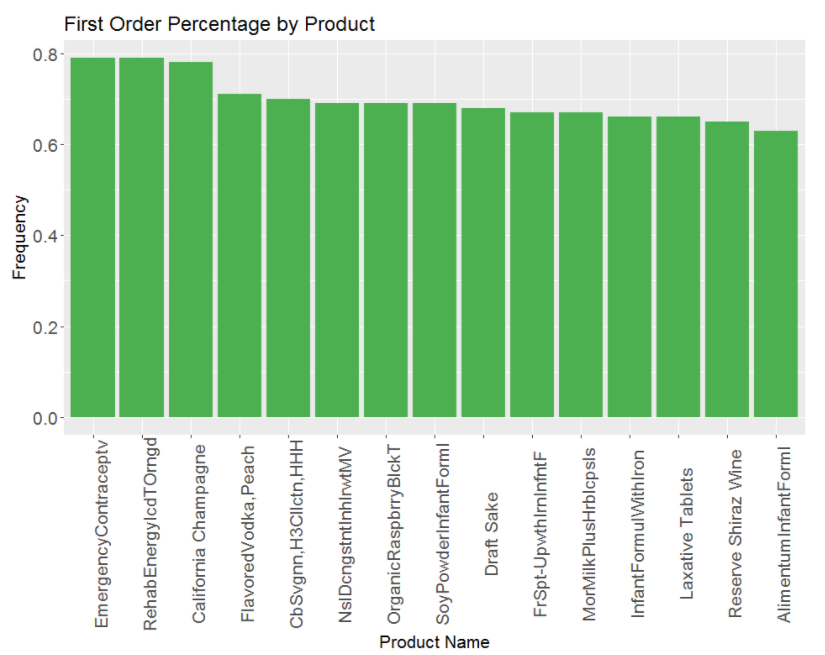 First Order Percentage by Product
Frequency
0.8
0.6
0.4
0.2
0.0
EmergencyContraceptv
RehabEnergyIcdTOrngd
California Champagne
FlavoredVodka,Peach
CbSvgnn,H3Cllctn,HHH
NslDcngstntInhlrwtMV
OrganicRaspbrryBlckT
SoyPowderInfantForml
Draft Sake
FrSpt-UpwthIrnInfntF
MorMilkPlusHrblcpsls
InfantFormulWithIron
Laxative Tablets
Reserve Shiraz Wine
AlimentumInfantForml
Product Name